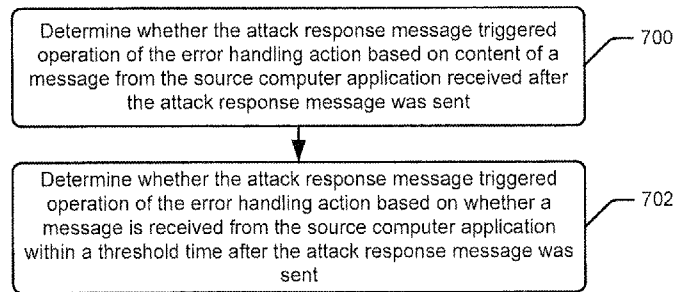 Determine whether the attack response message triggered
operation of the error handling action based on content of a
message from the source computer application received after
the attack response message was sent
700
Determine whether the attack response message triggered
operation of the error handling action based on whether a
message is received from the source computer application
within a threshold time after the attack response message was
sent
702